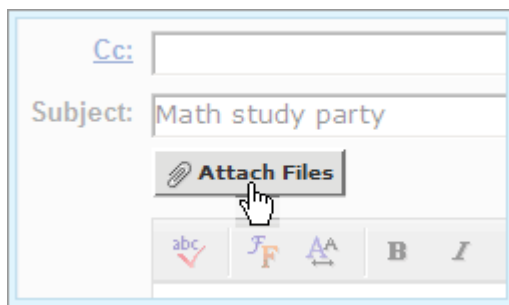 Cc:
Subject: Math study party
Attach Files
abc F F A A B I